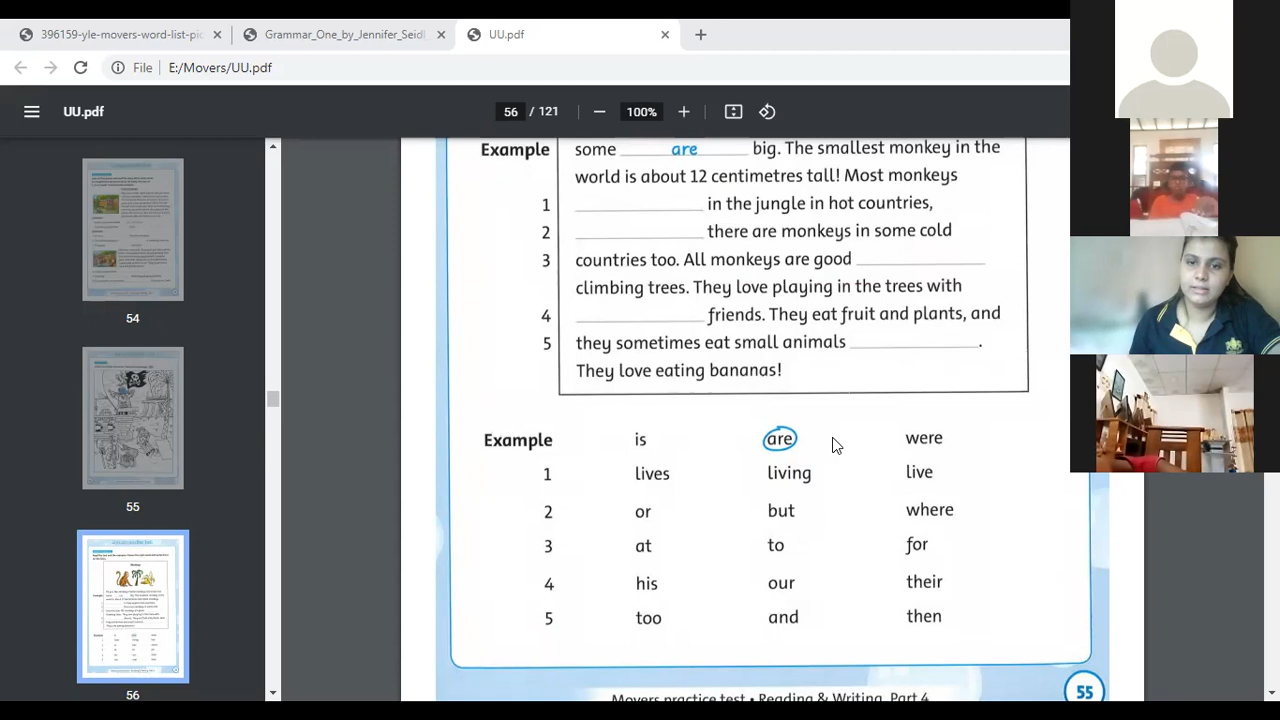 396159-yle-movers-word-list-pic
Grammar_One_by_Jennifer_Seidl
UU.pdf
File
E:/Movers/UU.pdf
UU.pdf
56 / 121
100%
54
55
56
Example some are big. The smallest monkey in the
world is about 12 centimetres tall! Most monkeys
1 in the jungle in hot countries,
2 there are monkeys in some cold
3 countries too. All monkeys are good
climbing trees. They love playing in the trees with
4 friends. They eat fruit and plants, and
5 they sometimes eat small animals .
They love eating bananas!
Example is are were
1 lives living live
2 or but where
3 at to for
4 his our their
5 too and then
Movers practice test • Reading & Writing, Part 4
55